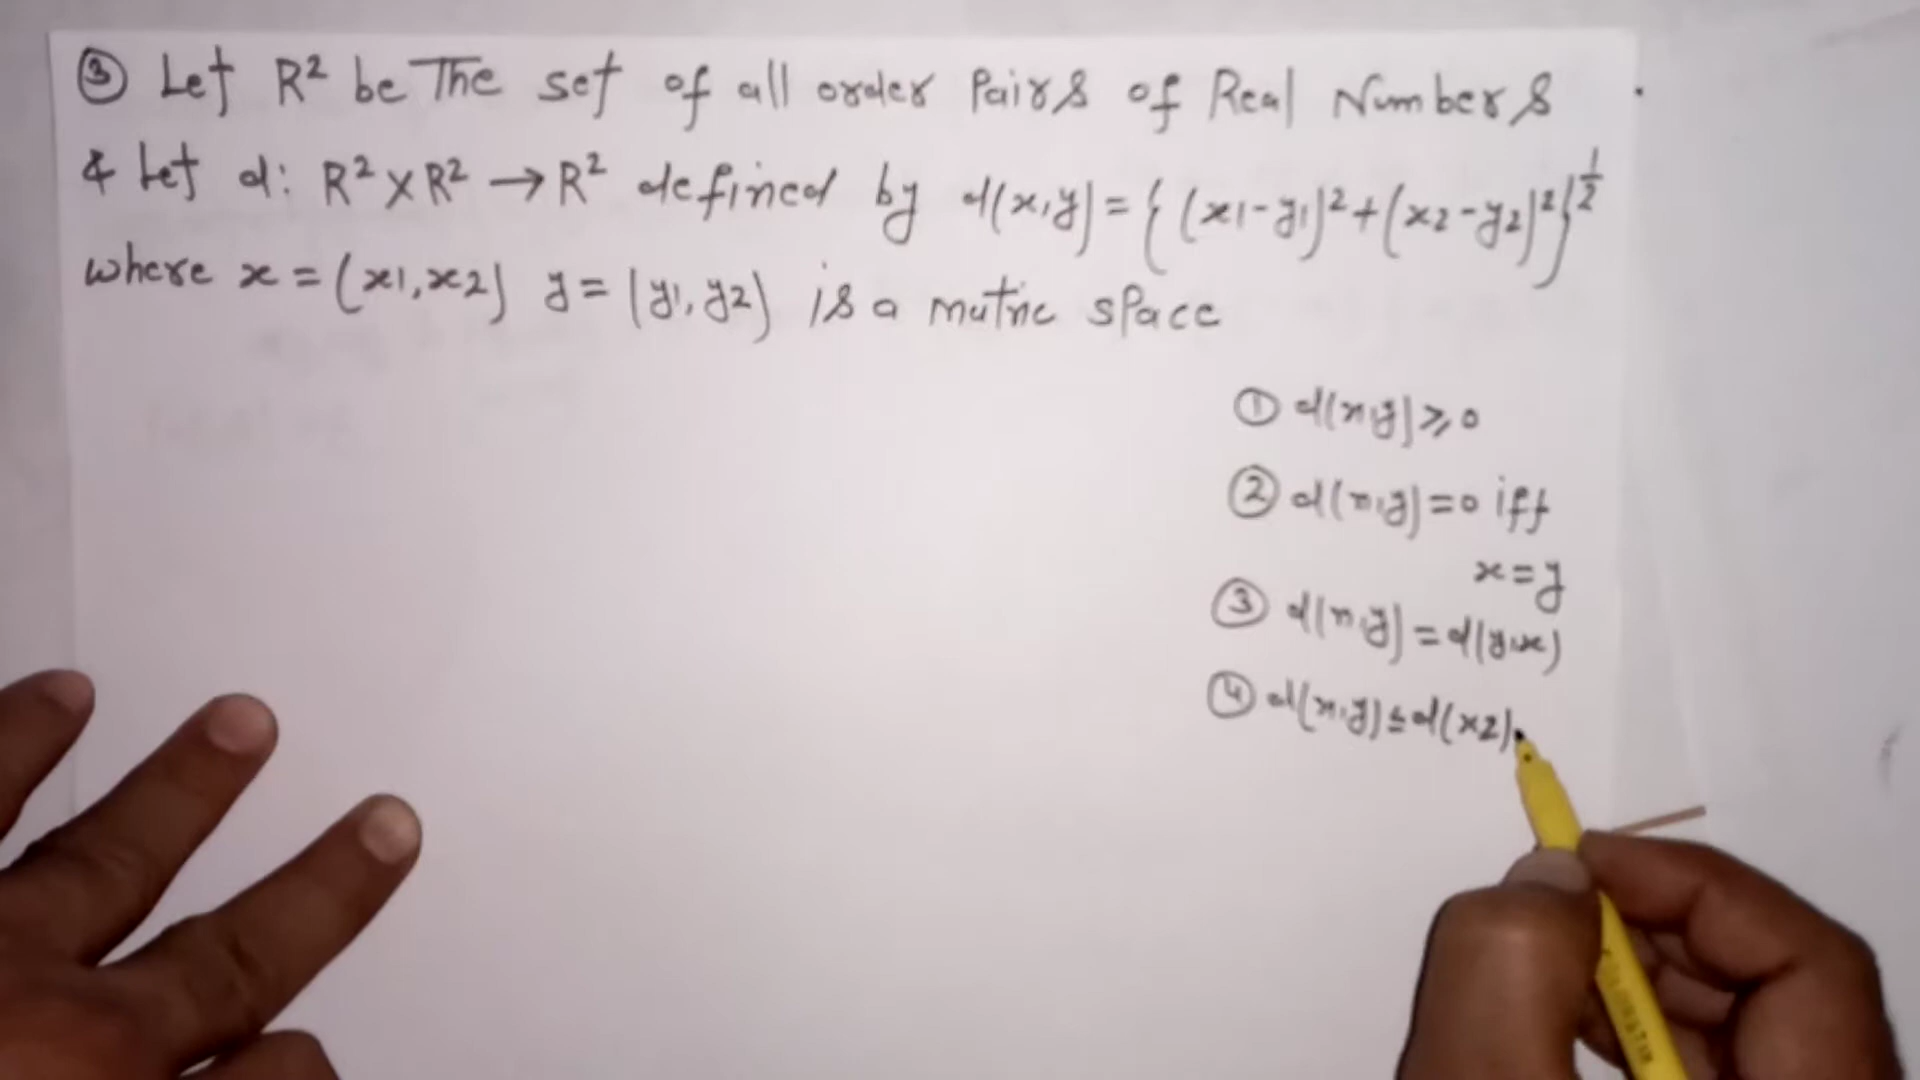 ③ Let R² be The set of all order Pairs of Real Numbers
& Let d: R² × R² → R² defined by d(x,y) = { (x1-y1)² + (x2-y2)² }^½
where x = (x1, x2) y = (y1, y2) is a metric space
① d(x,y) ≥ 0
② d(x,y) = 0 iff
x = y
③ d(x,y) = d(y,x)
④ d(x,y) ≤ d(xz)